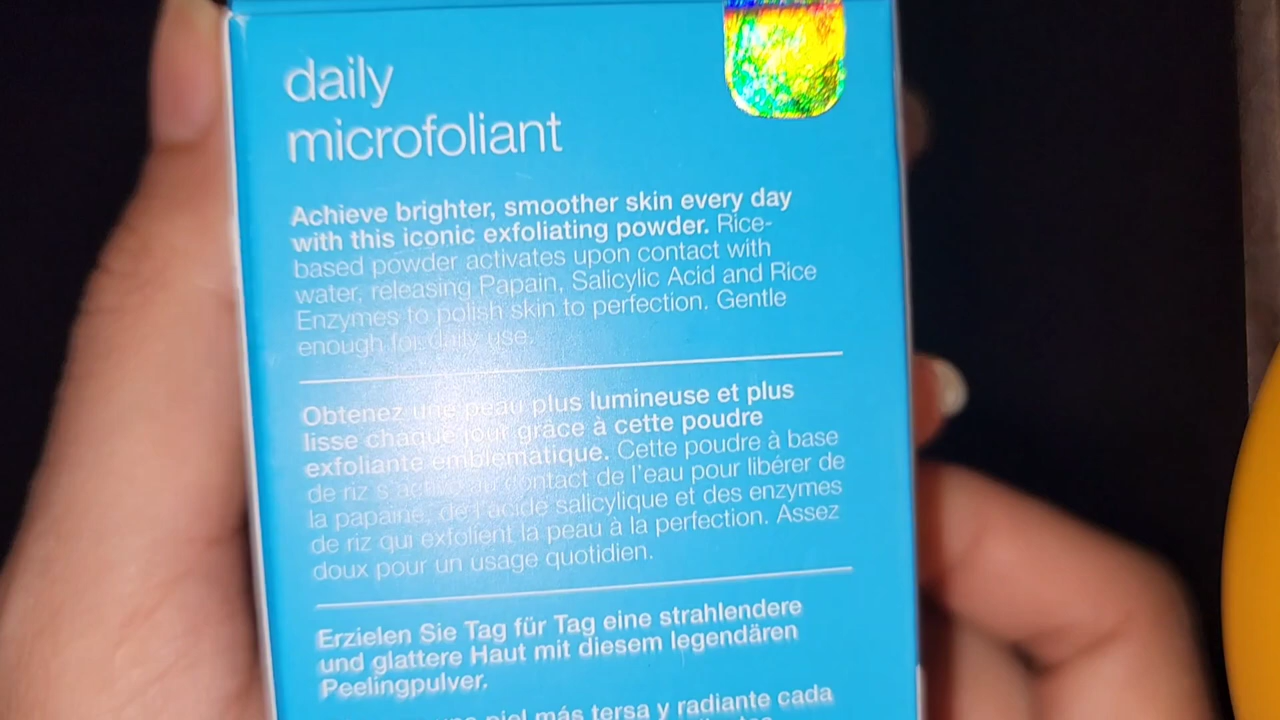 daily
microfoliant
Achieve brighter, smoother skin every day
with this iconic exfoliating powder. Rice-
based powder activates upon contact with
water, releasing Papain, Salicylic Acid and Rice
Enzymes to polish skin to perfection. Gentle
enough for daily use.
Obtenez une peau plus lumineuse et plus
lisse chaque jour grâce à cette poudre
exfoliante emblématique. Cette poudre à base
de riz s'active au contact de l'eau pour libérer de
la papaïne, de l'acide salicylique et des enzymes
de riz qui exfolient la peau à la perfection. Assez
doux pour un usage quotidien.
Erzielen Sie Tag für Tag eine strahlendere
und glattere Haut mit diesem legendären
Peelingpulver.
piel más tersa y radiante cada